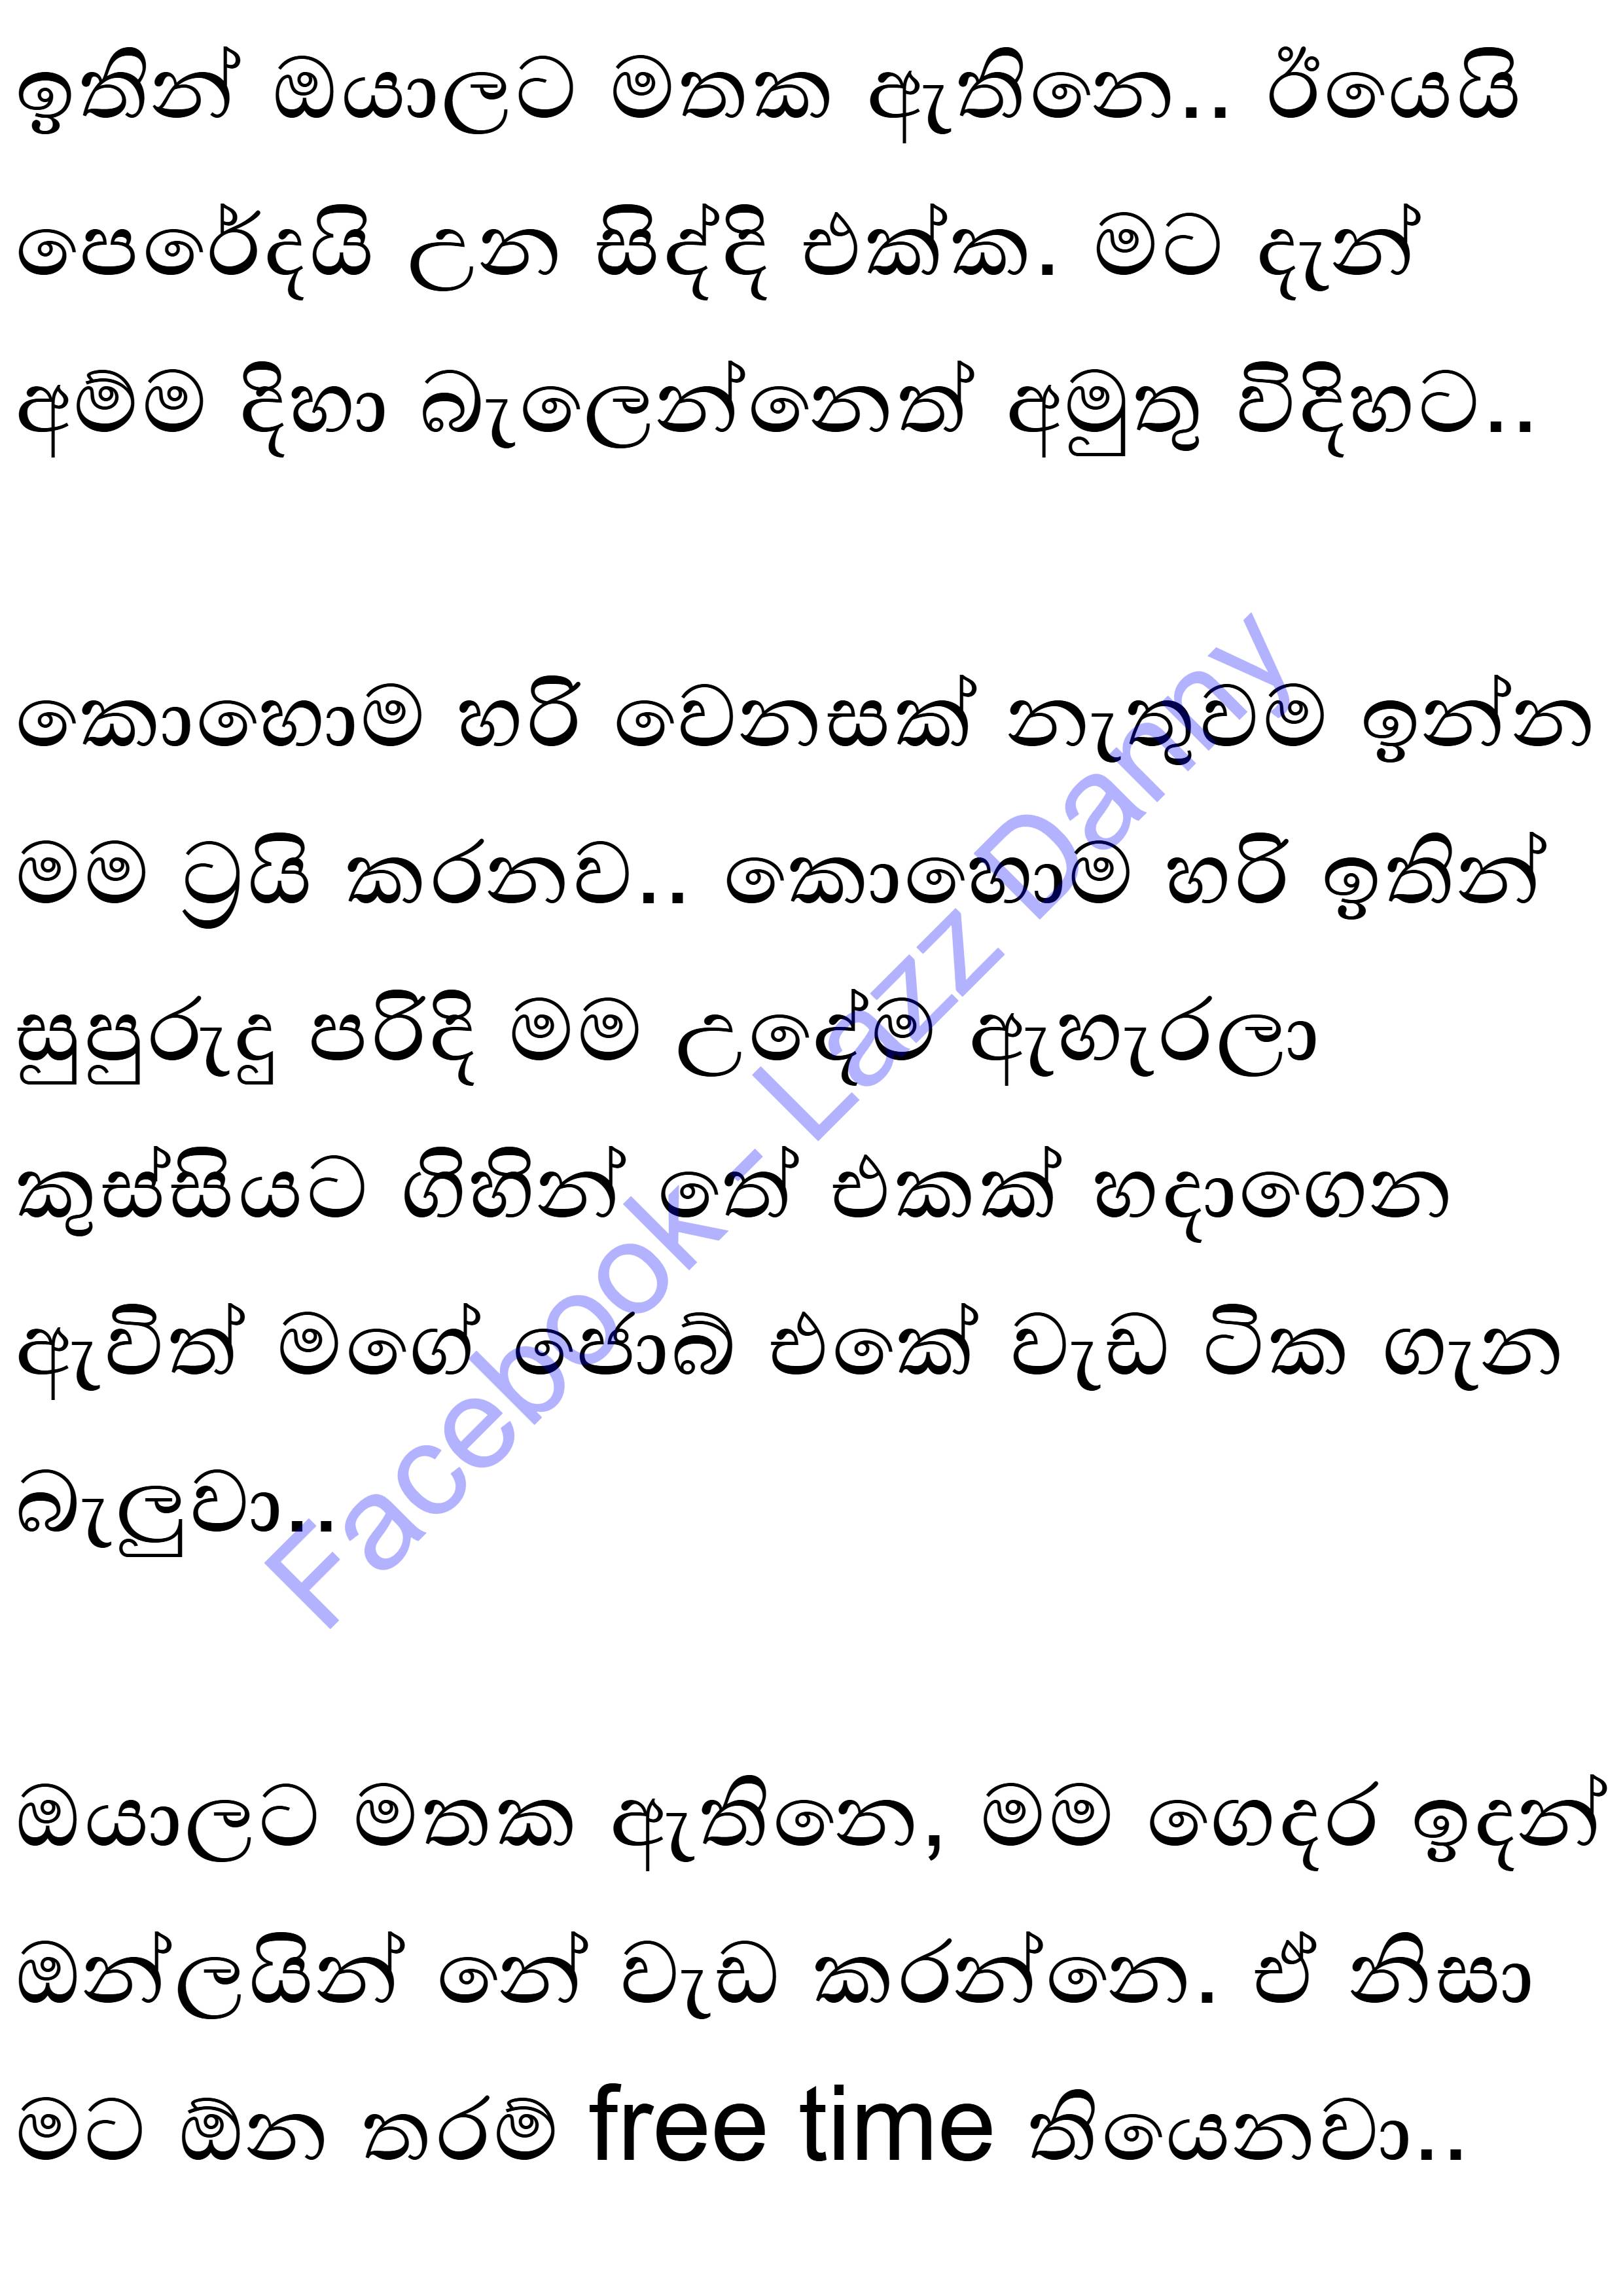 ඉතින් ඔයාලට මතක ඇතිනෙ.. ඊයෙයි
පෙරේදයි උන සිද්දි එක්ක. මට දැන්
අම්ම දිහා බැලෙන්නෙත් අමුතු විදිහට..
කොහොම හරි වෙනසක් නැතුවම ඉන්න
මම ට්‍රයි කරනව.. කොහොම හරි ඉතින්
සුපුරුදු පරිදි මම උදේම ඇහැරලා
කුස්සියට ගිහින් තේ එකක් හදාගෙන
ඇවිත් මගේ ජොබ් එකේ වැඩ ටික ගැන
බැලුවා..
ඔයාලට මතක ඇතිනෙ, මම ගෙදර ඉදන්
ඔන්ලයින් නේ වැඩ කරන්නෙ. ඒ නිසා
මට ඕන තරම් free time තියෙනවා..
Facebook - Lazz Danny